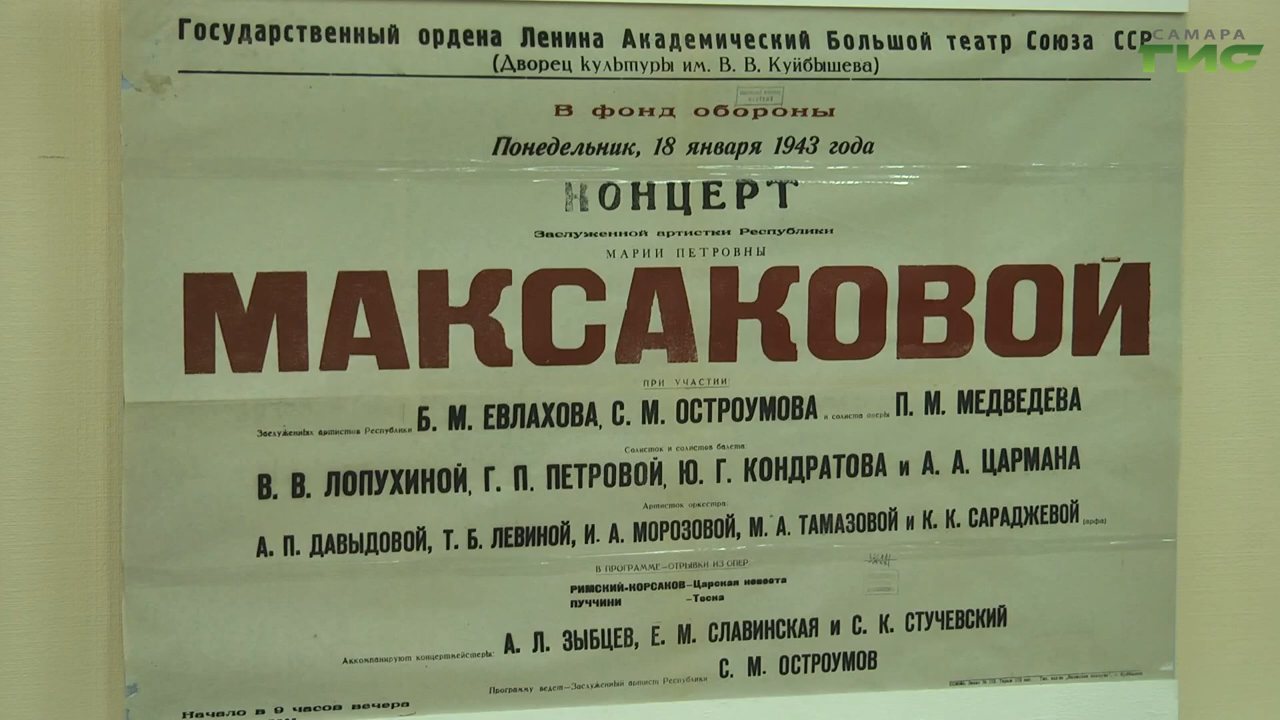 Государственный ордена Ленина Академический Большой театр Союза ССР
САМАРА
ГИС
(Дворец культуры им. В. В. Куйбышева)
В фонд обороны
Понедельник, 18 января 1943 года
КОНЦЕРТ
Заслуженной артистки Республики
МАРИИ ПЕТРОВНЫ
МАКСАКОВОЙ
ПРИ УЧАСТИИ:
Заслуженных артистов Республики Б. М. ЕВЛАХОВА, С. М. ОСТРОУМОВА и солиста оперы П. М. МЕДВЕДЕВА
Солисток и солистов балета:
В. В. ЛОПУХИНОЙ, Г. П. ПЕТРОВОЙ, Ю. Г. КОНДРАТОВА и А. А. ЦАРМАНА
Артисток оркестра:
А. П. ДАВЫДОВОЙ, Т. Б. ЛЕВИНОЙ, И. А. МОРОЗОВОЙ, М. А. ТАМАЗОВОЙ и К. К. САРАДЖЕВОЙ (арфа)
В ПРОГРАММЕ—ОТРЫВКИ ИЗ ОПЕР:
РИМСКИЙ-КОРСАКОВ—Царская невеста
ПУЧЧИНИ —Тоска
Аккомпанируют концертмейстеры: А. Л. ЗЫБЦЕВ, Е. М. СЛАВИНСКАЯ и С. К. СТУЧЕВСКИЙ
Программу ведет—Заслуженный артист Республики С. М. ОСТРОУМОВ
Начало в 9 часов вечера